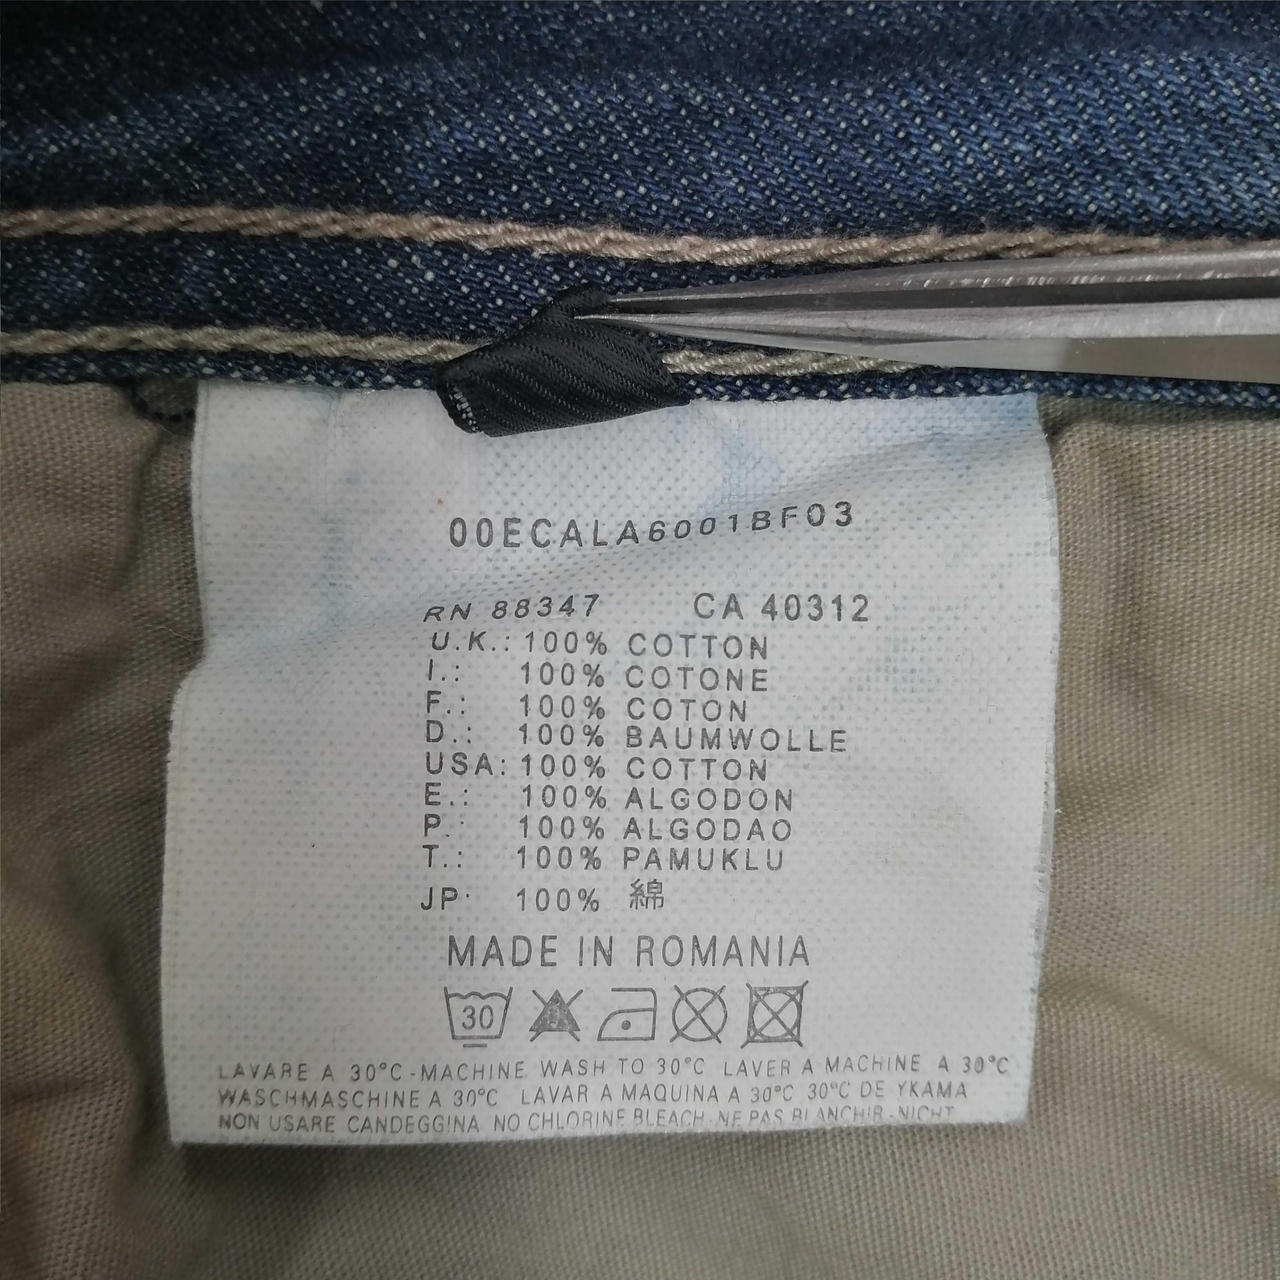 00ECALA6001BF03
RN 88347 CA 40312
U.K.: 100% COTTON
I.: 100% COTONE
F.: 100% COTON
D.: 100% BAUMWOLLE
USA: 100% COTTON
E.: 100% ALGODON
P.: 100% ALGODAO
T.: 100% PAMUKLU
JP: 100% 綿
MADE IN ROMANIA
30
LAVARE A 30°C-MACHINE WASH TO 30°C LAVER A MACHINE A 30°C
WASCHMASCHINE A 30°C LAVAR A MAQUINA A 30°C 30°C DE YKAMA
NON USARE CANDEGGINA NO CHLORINE BLEACH-NE PAS BLANCHIR-NICHT